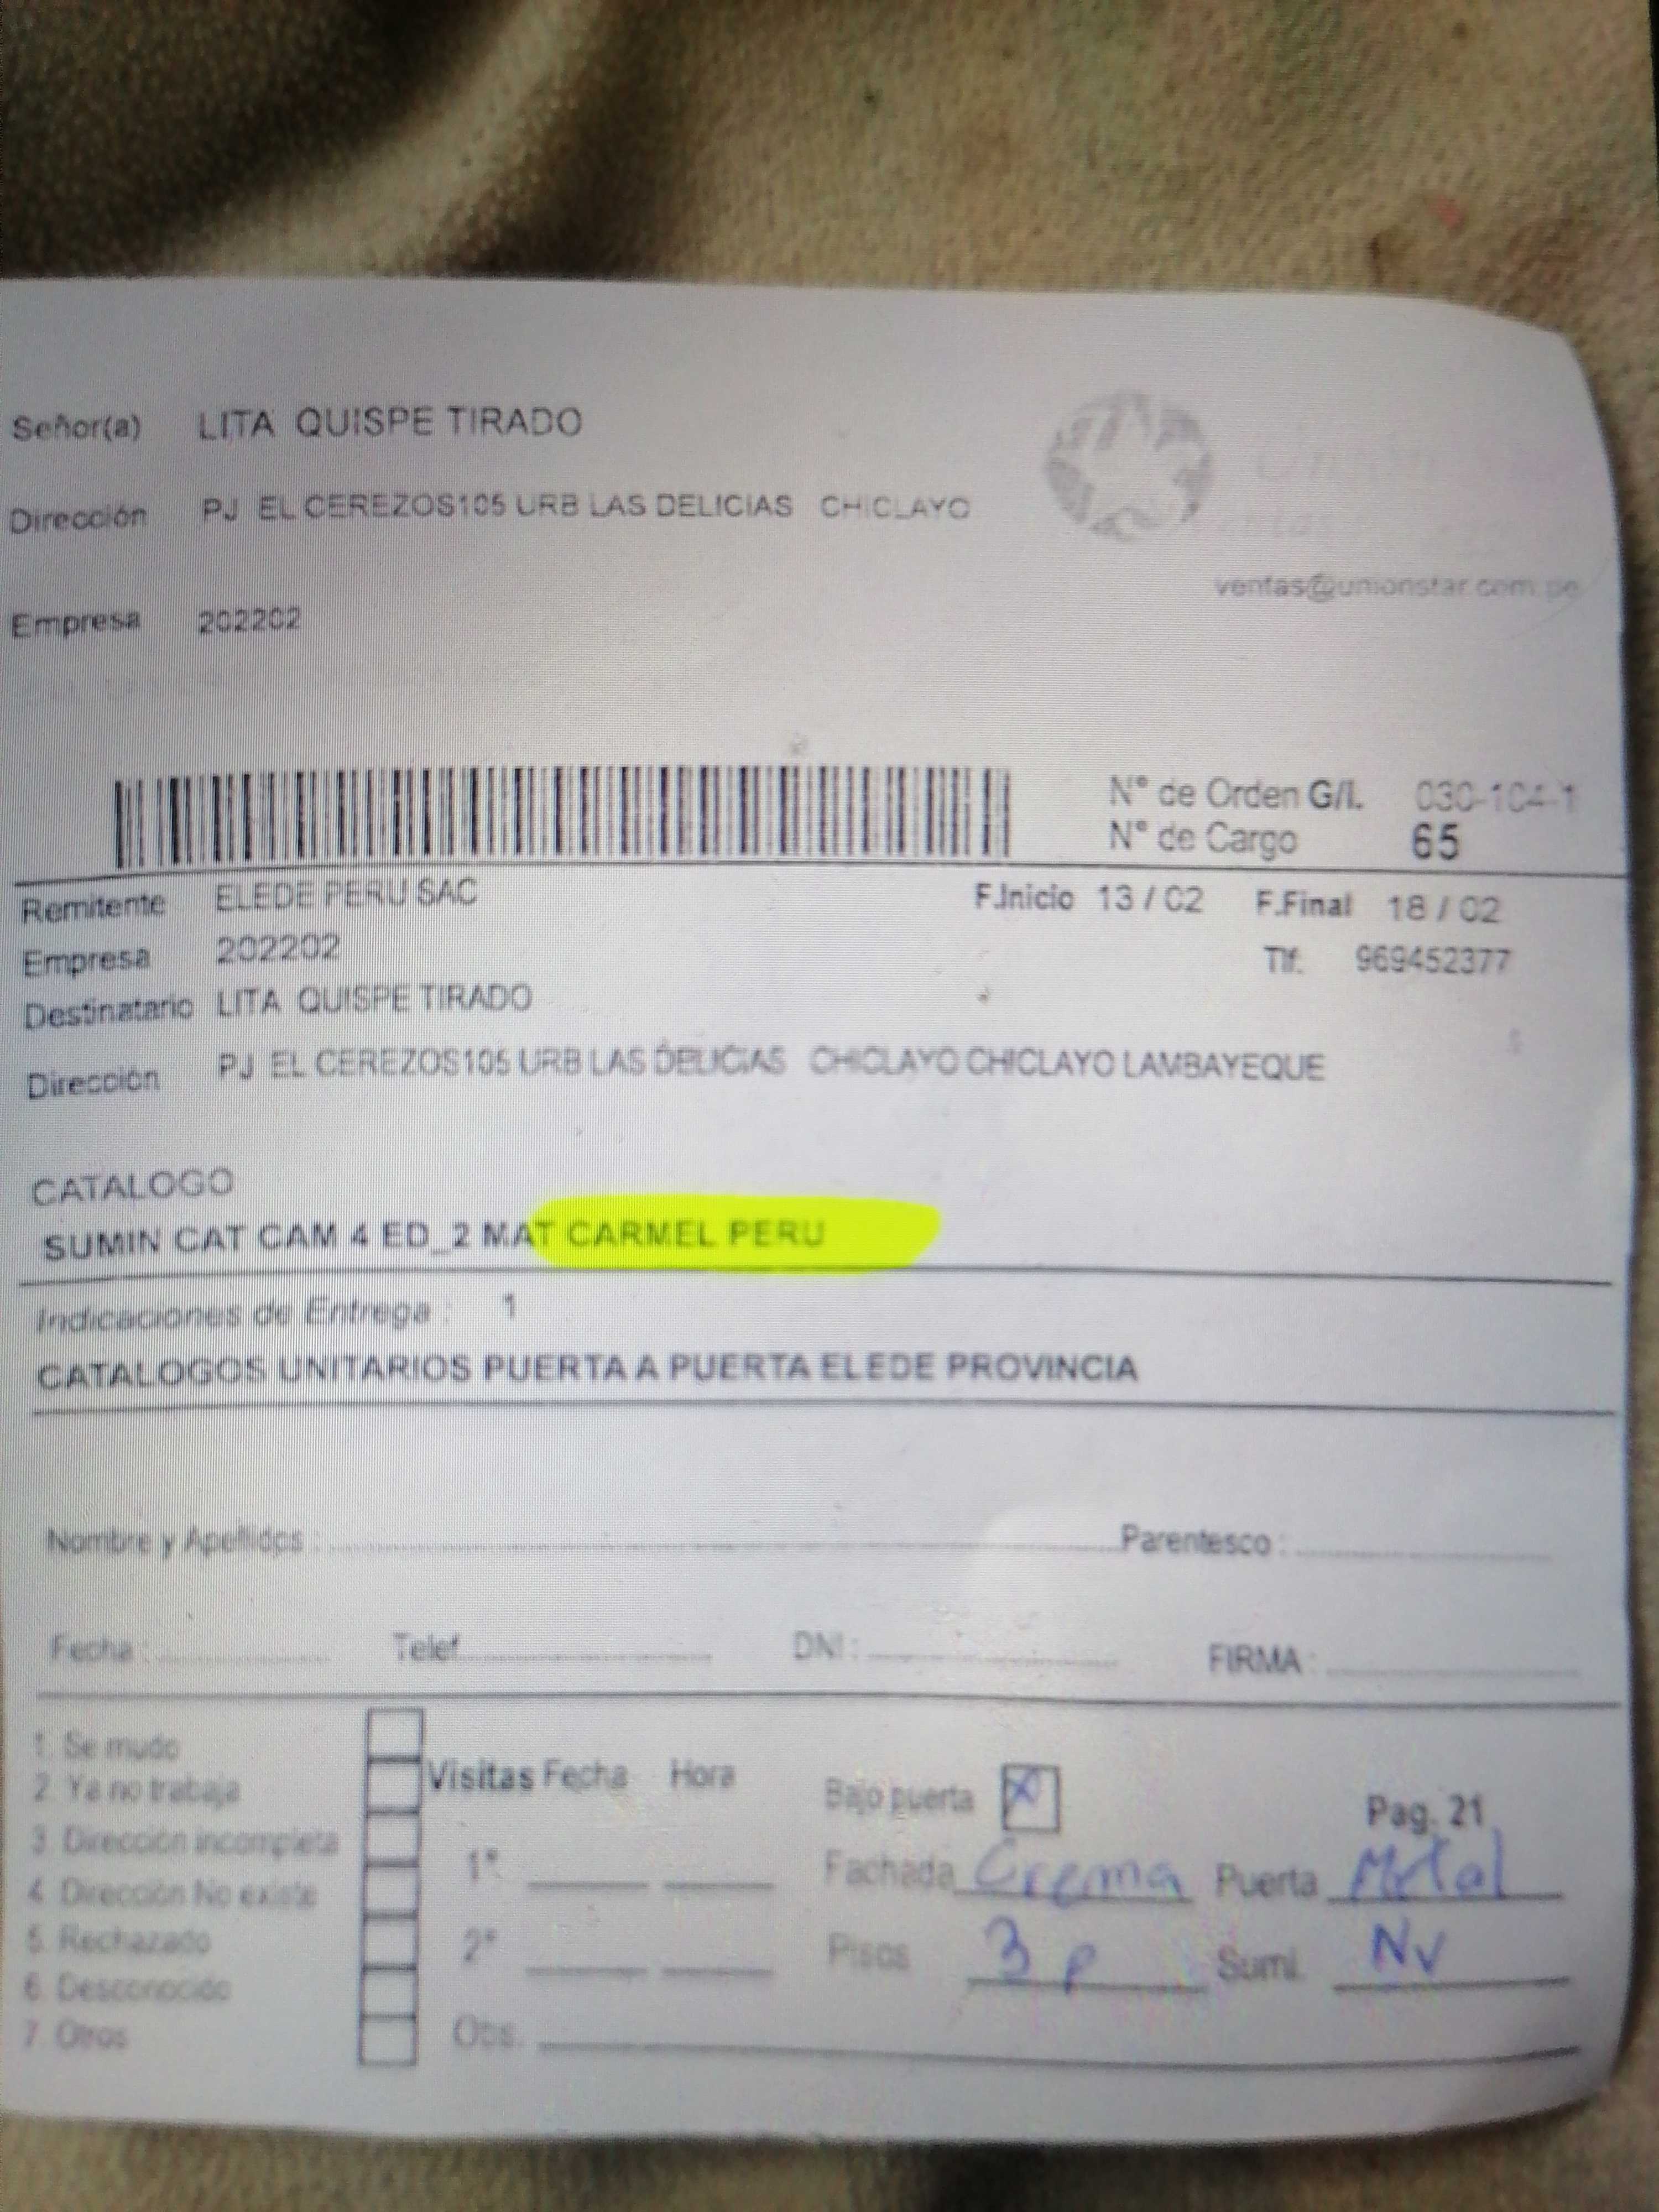 Señor(a) LITA QUISPE TIRADO
Dirección PJ EL CEREZOS105 URB LAS DELICIAS CHICLAYO
ventas@unionstar.com.pe
Empresa 202202
N° de Orden G/I. 030-104-1
N° de Cargo 65
Remitente ELEDE PERU SAC F.Inicio 13 / 02 F.Final 18 / 02
Empresa 202202 Tlf. 969452377
Destinatario LITA QUISPE TIRADO
Dirección PJ EL CEREZOS105 URB LAS DELICIAS CHICLAYO CHICLAYO LAMBAYEQUE
CATALOGO
SUMIN CAT CAM 4 ED_2 MAT CARMEL PERU
Indicaciones de Entrega : 1
CATALOGOS UNITARIOS PUERTA A PUERTA ELEDE PROVINCIA
Nombre y Apellidos : Parentesco :
Fecha : Telef. DNI : FIRMA :
1. Se mudo
2. Ya no trabaja
3. Dirección incompleta
4. Dirección No existe
5. Rechazado
6. Desconocido
7. Otros
Visitas Fecha Hora
1°
2°
Obs.
Bajo puerta X Pag. 21
Fachada Crema Puerta Metal
Pisos 3 p Sumi. Nv